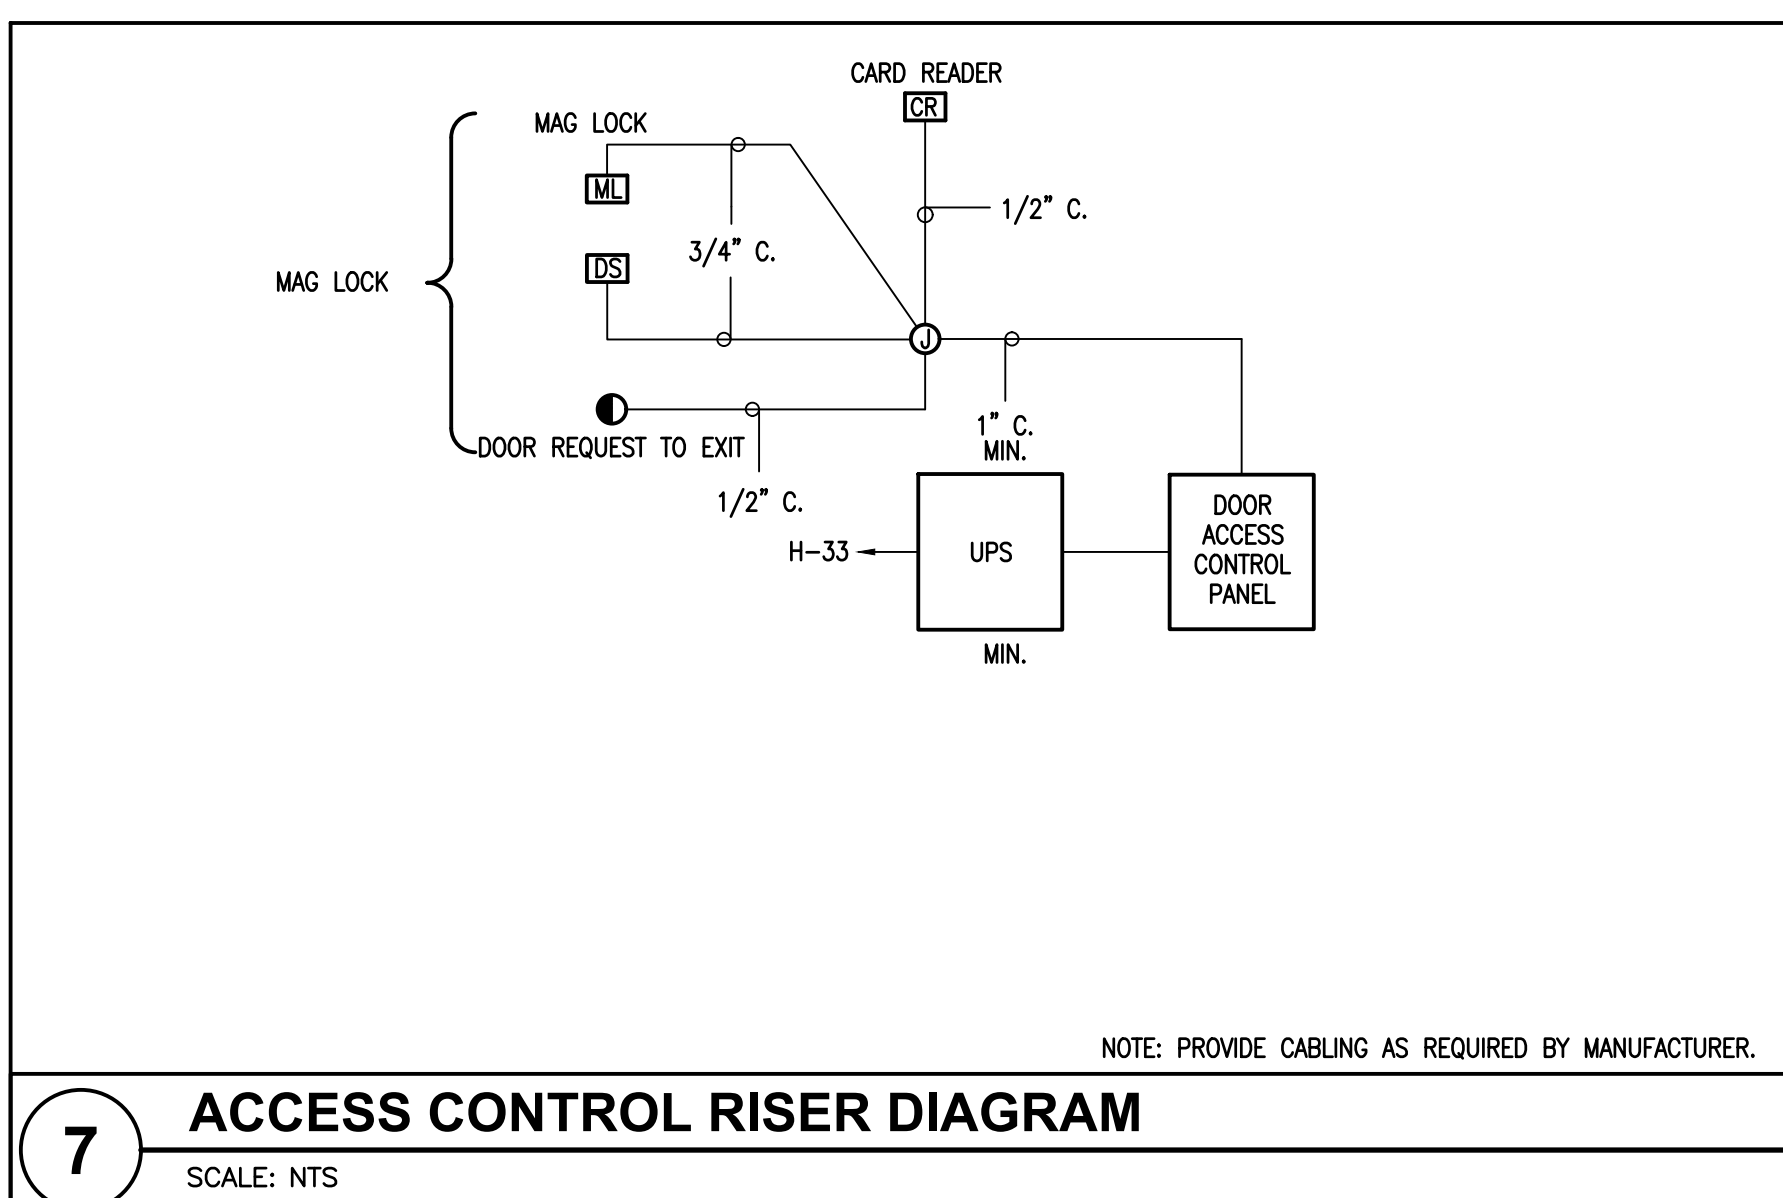 CARD READER
CR
MAG LOCK
ML
1/2" C.
3/4" C.
DS
MAG LOCK
J
1" C.
MIN.
DOOR REQUEST TO EXIT
1/2" C.
H-33
UPS
DOOR
ACCESS
CONTROL
PANEL
MIN.
NOTE: PROVIDE CABLING AS REQUIRED BY MANUFACTURER.
7
ACCESS CONTROL RISER DIAGRAM
SCALE: NTS